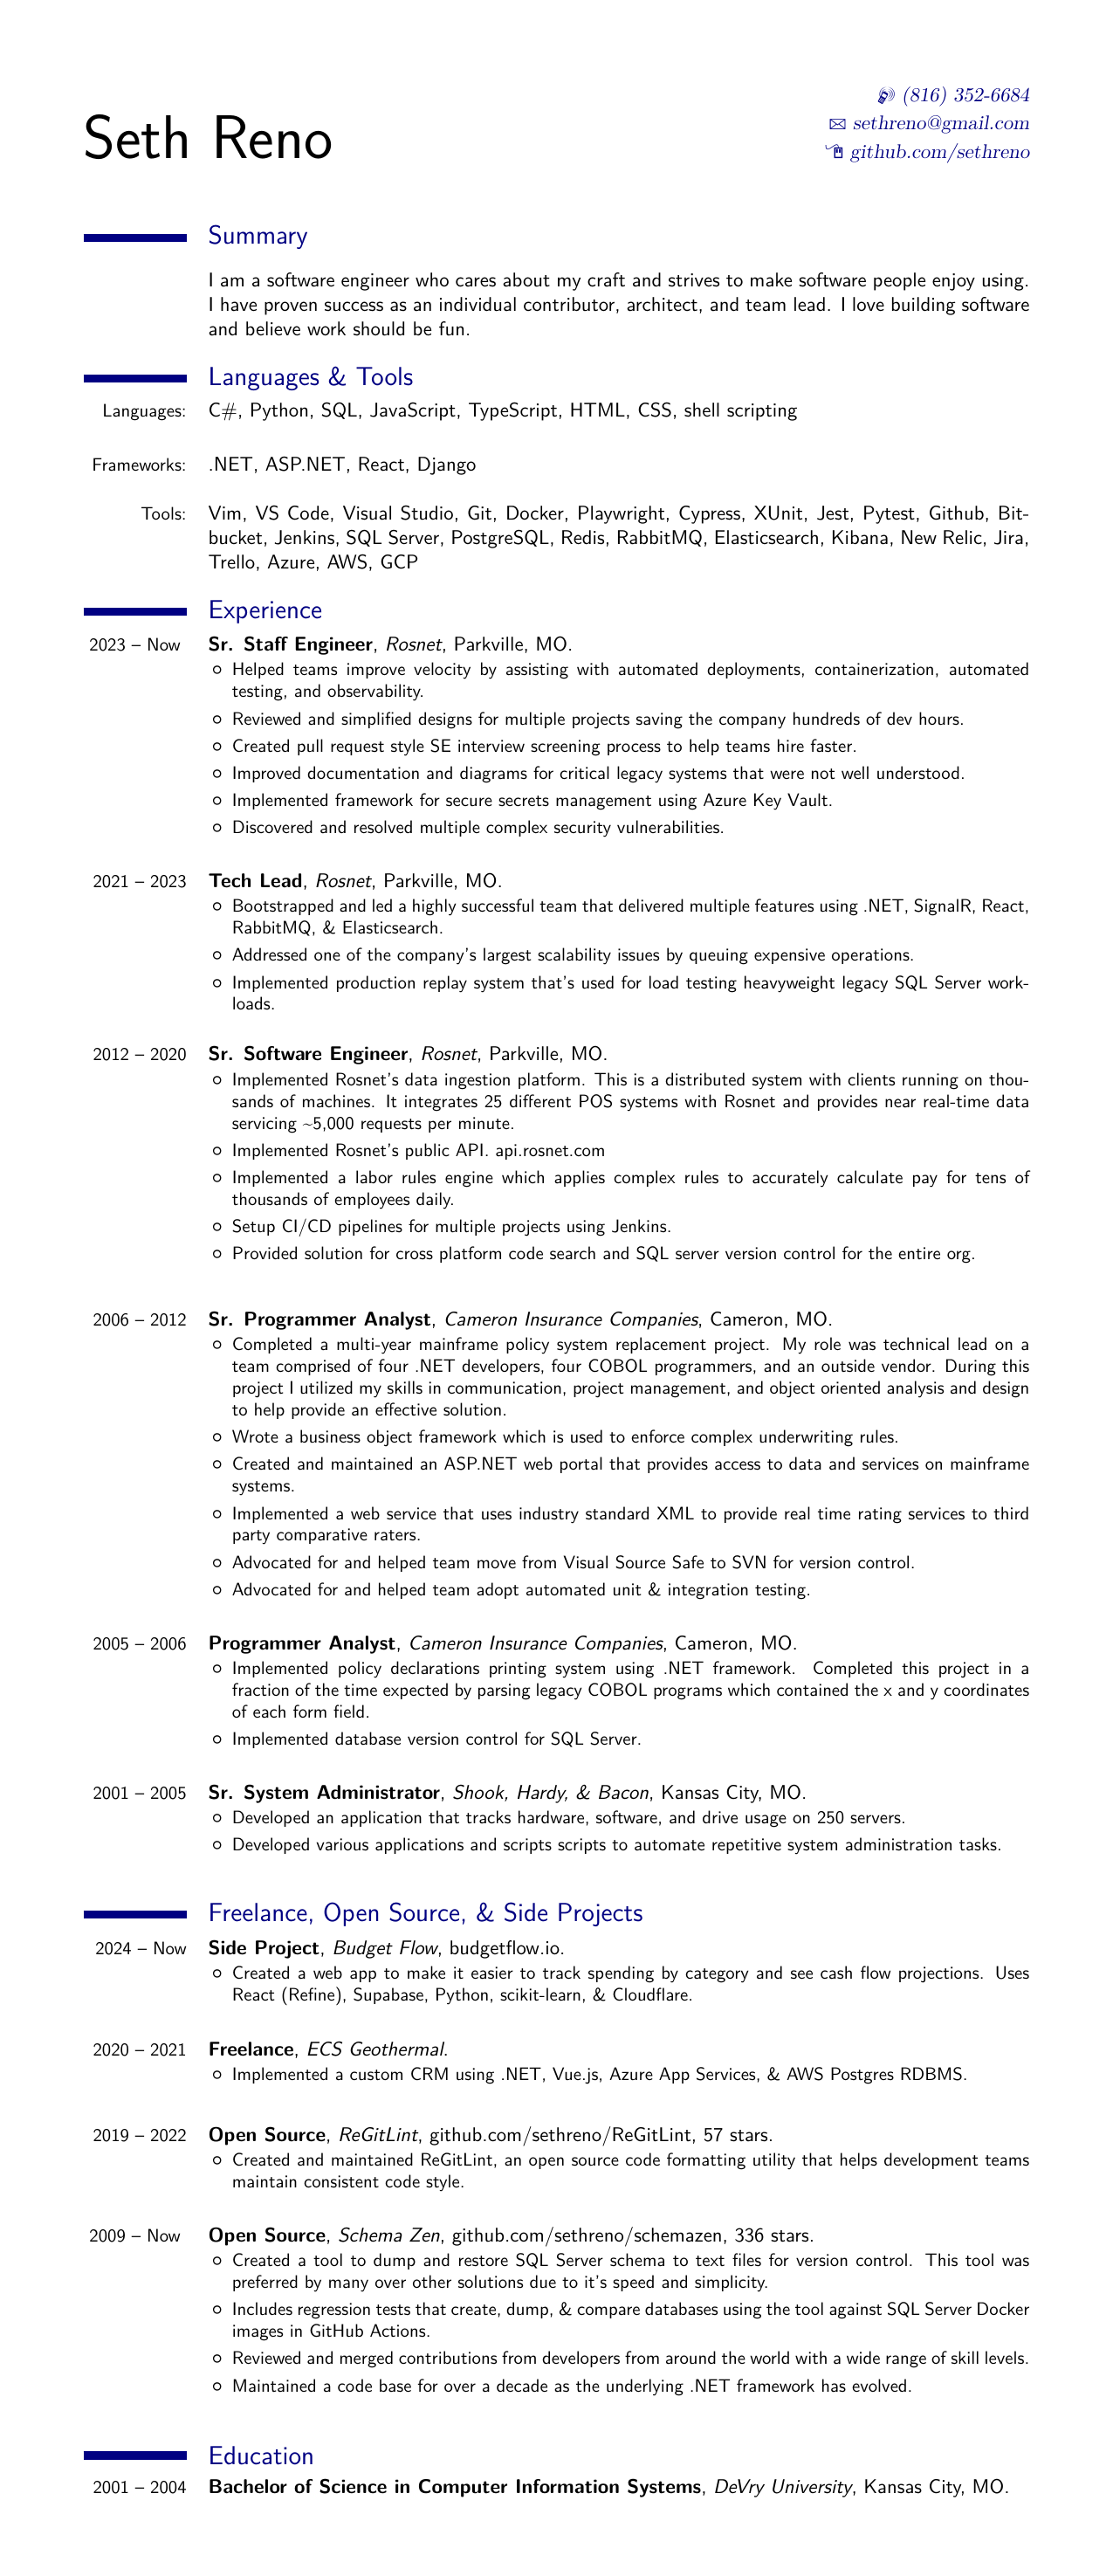 Seth Reno
(816) 352-6684
sethreno@gmail.com
github.com/sethreno
Summary
I am a software engineer who cares about my craft and strives to make software people enjoy using.
I have proven success as an individual contributor, architect, and team lead. I love building software
and believe work should be fun.
Languages & Tools
Languages: C#, Python, SQL, JavaScript, TypeScript, HTML, CSS, shell scripting
Frameworks: .NET, ASP.NET, React, Django
Tools: Vim, VS Code, Visual Studio, Git, Docker, Playwright, Cypress, XUnit, Jest, Pytest, Github, Bit-
bucket, Jenkins, SQL Server, PostgreSQL, Redis, RabbitMQ, Elasticsearch, Kibana, New Relic, Jira,
Trello, Azure, AWS, GCP
Experience
2023 – Now Sr. Staff Engineer, Rosnet, Parkville, MO.
○ Helped teams improve velocity by assisting with automated deployments, containerization, automated
testing, and observability.
○ Reviewed and simplified designs for multiple projects saving the company hundreds of dev hours.
○ Created pull request style SE interview screening process to help teams hire faster.
○ Improved documentation and diagrams for critical legacy systems that were not well understood.
○ Implemented framework for secure secrets management using Azure Key Vault.
○ Discovered and resolved multiple complex security vulnerabilities.
2021 – 2023 Tech Lead, Rosnet, Parkville, MO.
○ Bootstrapped and led a highly successful team that delivered multiple features using .NET, SignalR, React,
RabbitMQ, & Elasticsearch.
○ Addressed one of the company's largest scalability issues by queuing expensive operations.
○ Implemented production replay system that's used for load testing heavyweight legacy SQL Server work-
loads.
2012 – 2020 Sr. Software Engineer, Rosnet, Parkville, MO.
○ Implemented Rosnet's data ingestion platform. This is a distributed system with clients running on thou-
sands of machines. It integrates 25 different POS systems with Rosnet and provides near real-time data
servicing ~5,000 requests per minute.
○ Implemented Rosnet's public API. api.rosnet.com
○ Implemented a labor rules engine which applies complex rules to accurately calculate pay for tens of
thousands of employees daily.
○ Setup CI/CD pipelines for multiple projects using Jenkins.
○ Provided solution for cross platform code search and SQL server version control for the entire org.
2006 – 2012 Sr. Programmer Analyst, Cameron Insurance Companies, Cameron, MO.
○ Completed a multi-year mainframe policy system replacement project. My role was technical lead on a
team comprised of four .NET developers, four COBOL programmers, and an outside vendor. During this
project I utilized my skills in communication, project management, and object oriented analysis and design
to help provide an effective solution.
○ Wrote a business object framework which is used to enforce complex underwriting rules.
○ Created and maintained an ASP.NET web portal that provides access to data and services on mainframe
systems.
○ Implemented a web service that uses industry standard XML to provide real time rating services to third
party comparative raters.
○ Advocated for and helped team move from Visual Source Safe to SVN for version control.
○ Advocated for and helped team adopt automated unit & integration testing.
2005 – 2006 Programmer Analyst, Cameron Insurance Companies, Cameron, MO.
○ Implemented policy declarations printing system using .NET framework. Completed this project in a
fraction of the time expected by parsing legacy COBOL programs which contained the x and y coordinates
of each form field.
○ Implemented database version control for SQL Server.
2001 – 2005 Sr. System Administrator, Shook, Hardy, & Bacon, Kansas City, MO.
○ Developed an application that tracks hardware, software, and drive usage on 250 servers.
○ Developed various applications and scripts scripts to automate repetitive system administration tasks.
Freelance, Open Source, & Side Projects
2024 – Now Side Project, Budget Flow, budgetflow.io.
○ Created a web app to make it easier to track spending by category and see cash flow projections. Uses
React (Refine), Supabase, Python, scikit-learn, & Cloudflare.
2020 – 2021 Freelance, ECS Geothermal.
○ Implemented a custom CRM using .NET, Vue.js, Azure App Services, & AWS Postgres RDBMS.
2019 – 2022 Open Source, ReGitLint, github.com/sethreno/ReGitLint, 57 stars.
○ Created and maintained ReGitLint, an open source code formatting utility that helps development teams
maintain consistent code style.
2009 – Now Open Source, Schema Zen, github.com/sethreno/schemazen, 336 stars.
○ Created a tool to dump and restore SQL Server schema to text files for version control. This tool was
preferred by many over other solutions due to it's speed and simplicity.
○ Includes regression tests that create, dump, & compare databases using the tool against SQL Server Docker
images in GitHub Actions.
○ Reviewed and merged contributions from developers from around the world with a wide range of skill levels.
○ Maintained a code base for over a decade as the underlying .NET framework has evolved.
Education
2001 – 2004 Bachelor of Science in Computer Information Systems, DeVry University, Kansas City, MO.